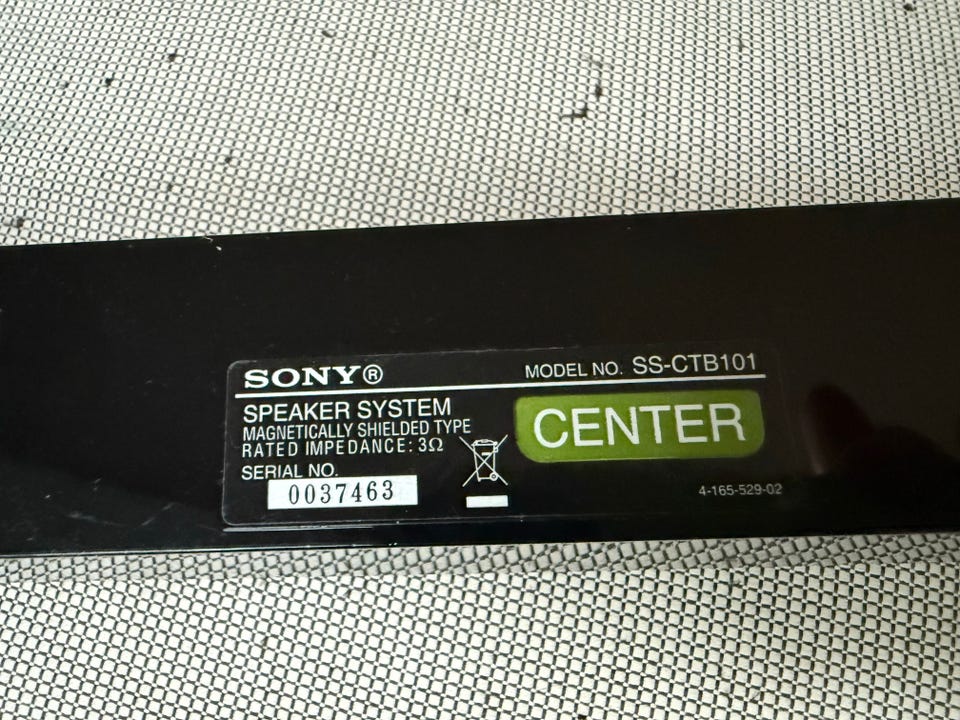 SONY®
MODEL NO. SS-CTB101
SPEAKER SYSTEM
MAGNETICALLY SHIELDED TYPE
RATED IMPEDANCE: 3Ω
CENTER
SERIAL NO.
0037463
4-165-529-02